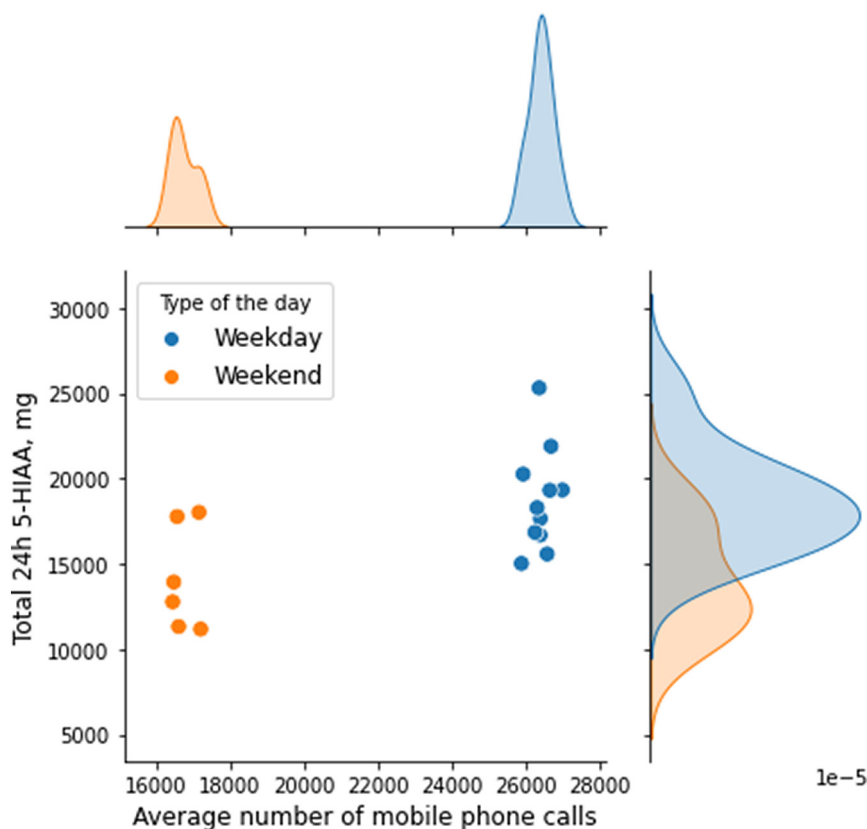 30000
Type of the day
Weekday
Weekend
25000
20000
15000
10000
5000
Total 24h 5-HIAA, mg
16000 18000 20000 22000 24000 26000 28000
1e−5
Average number of mobile phone calls